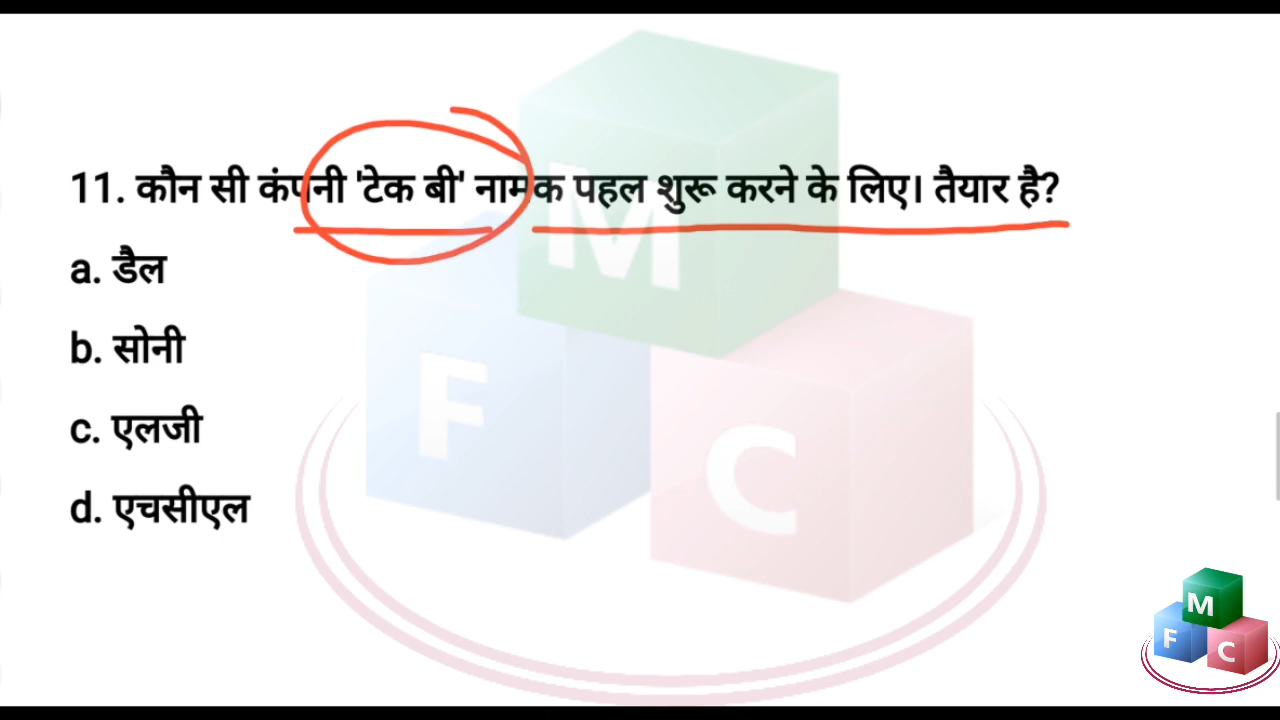 11. कौन सी कंपनी 'टेक बी' नामक पहल शुरू करने के लिए। तैयार है?
a. डैल
b. सोनी
c. एलजी
d. एचसीएल
M
F
C
M
F
C